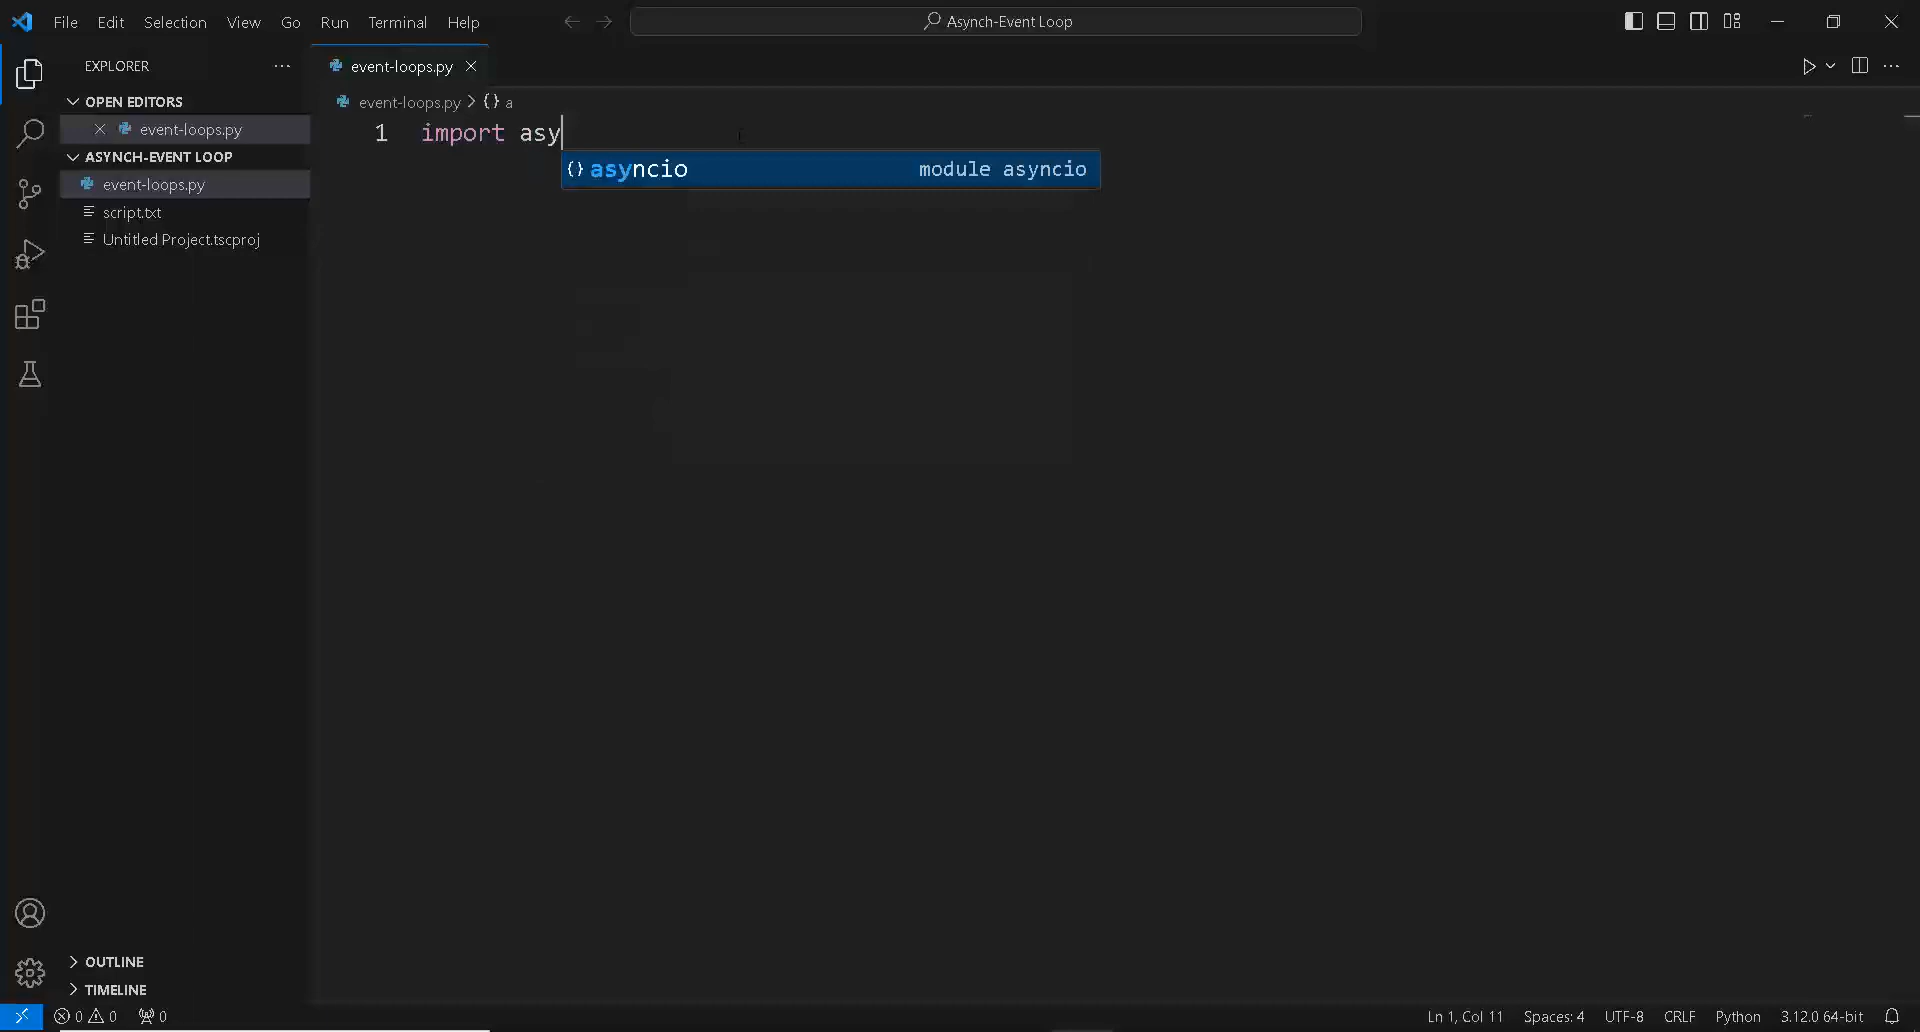 File Edit Selection View Go Run Terminal Help
Asynch-Event Loop
EXPLORER
event-loops.py
OPEN EDITORS
event-loops.py
ASYNCH-EVENT LOOP
event-loops.py
script.txt
Untitled Project.tscproj
event-loops.py > {} a
1 import asy
{} asyncio module asyncio
OUTLINE
TIMELINE
0 0 0
Ln 1, Col 11 Spaces: 4 UTF-8 CRLF Python 3.12.0 64-bit